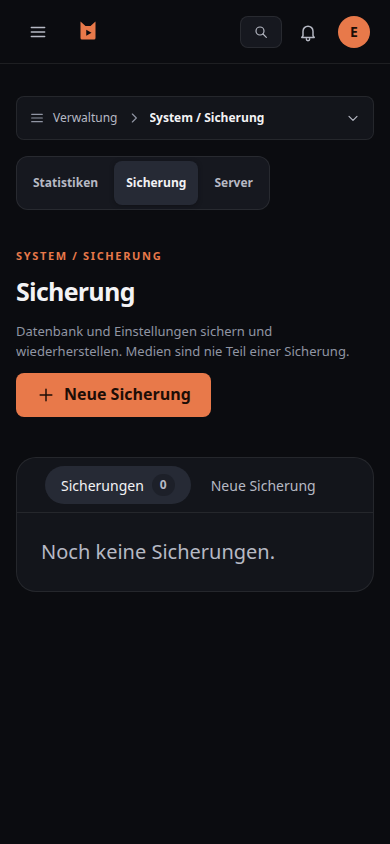 E
Verwaltung > System / Sicherung
Statistiken Sicherung Server
SYSTEM / SICHERUNG
Sicherung
Datenbank und Einstellungen sichern und
wiederherstellen. Medien sind nie Teil einer Sicherung.
+ Neue Sicherung
Sicherungen 0 Neue Sicherung
Noch keine Sicherungen.